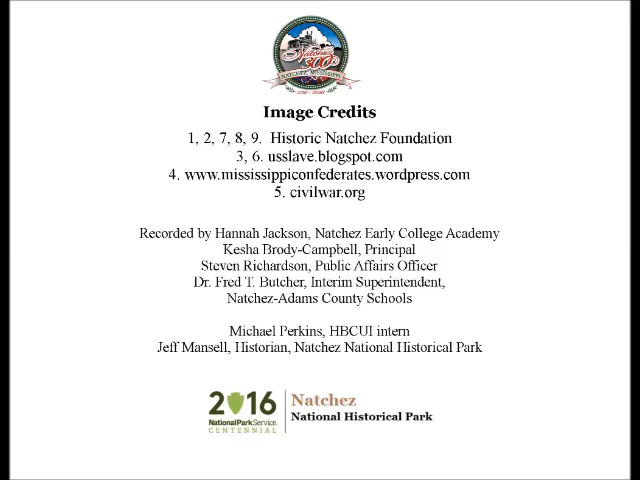 Natchez
300
NATCHEZ, MISSISSIPPI
1716 - 2016
Image Credits
1, 2, 7, 8, 9. Historic Natchez Foundation
3, 6. usslave.blogspot.com
4. www.mississippiconfederates.wordpress.com
5. civilwar.org
Recorded by Hannah Jackson, Natchez Early College Academy
Kesha Brody-Campbell, Principal
Steven Richardson, Public Affairs Officer
Dr. Fred T. Butcher, Interim Superintendent,
Natchez-Adams County Schools
Michael Perkins, HBCUI intern
Jeff Mansell, Historian, Natchez National Historical Park
2016
National Park Service.
CENTENNIAL
Natchez
National Historical Park